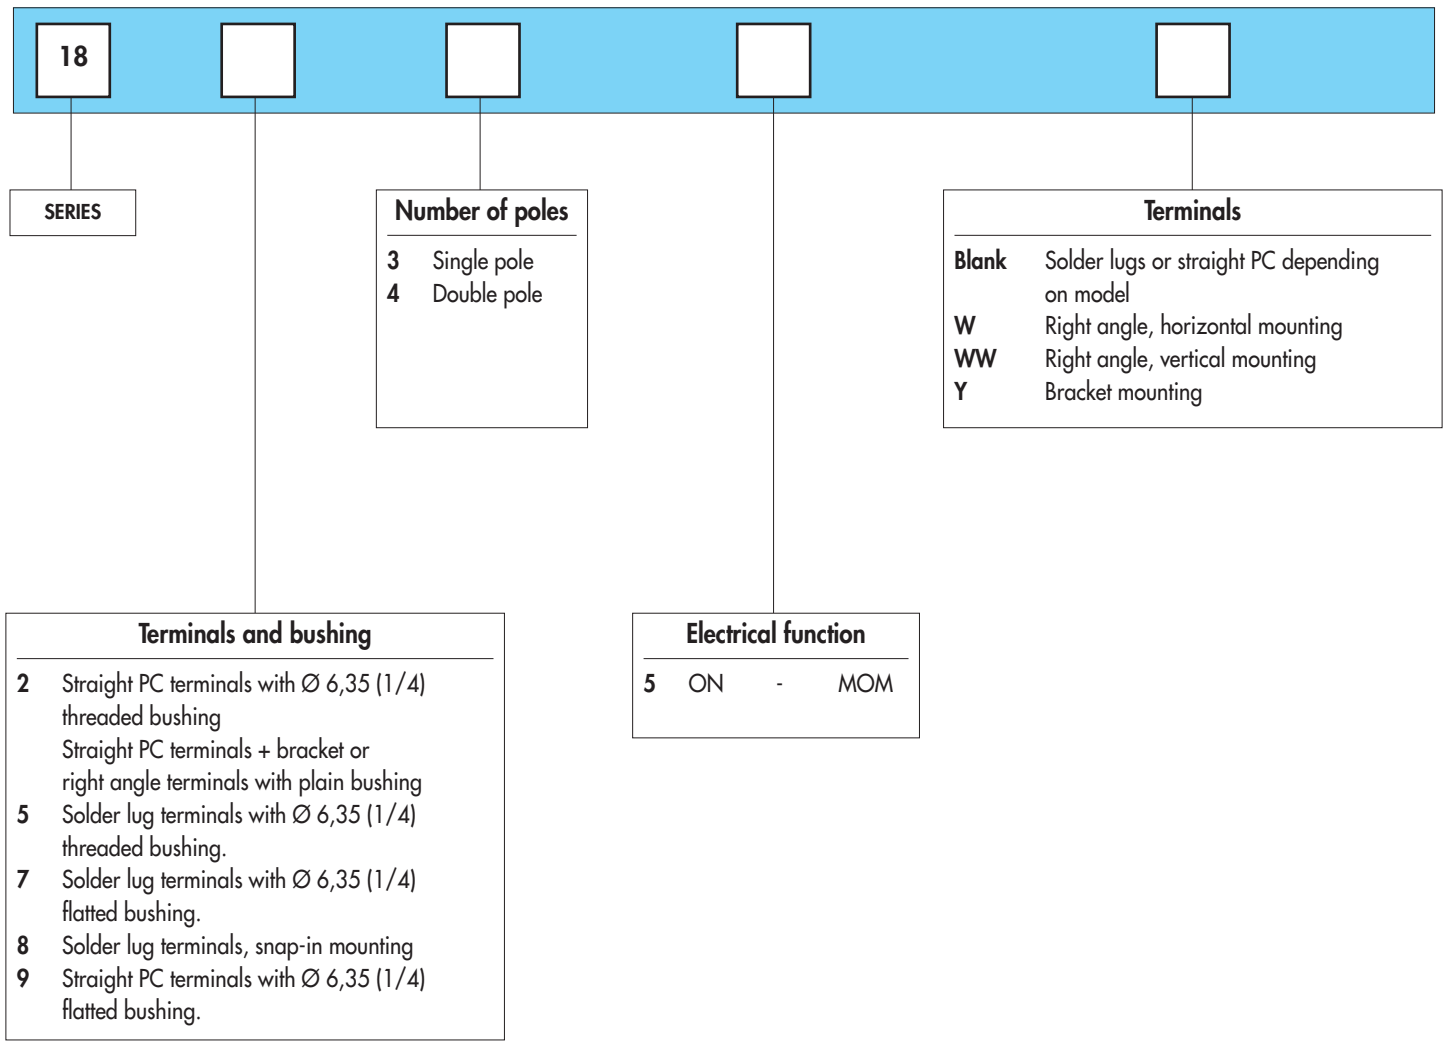 18
SERIES
Number of poles
3 Single pole
4 Double pole
Terminals
Blank Solder lugs or straight PC depending
on model
W Right angle, horizontal mounting
WW Right angle, vertical mounting
Y Bracket mounting
Terminals and bushing
2 Straight PC terminals with Ø 6,35 (1/4)
threaded bushing
Straight PC terminals + bracket or
right angle terminals with plain bushing
5 Solder lug terminals with Ø 6,35 (1/4)
threaded bushing.
7 Solder lug terminals with Ø 6,35 (1/4)
flatted bushing.
8 Solder lug terminals, snap-in mounting
9 Straight PC terminals with Ø 6,35 (1/4)
flatted bushing.
Electrical function
5 ON - MOM